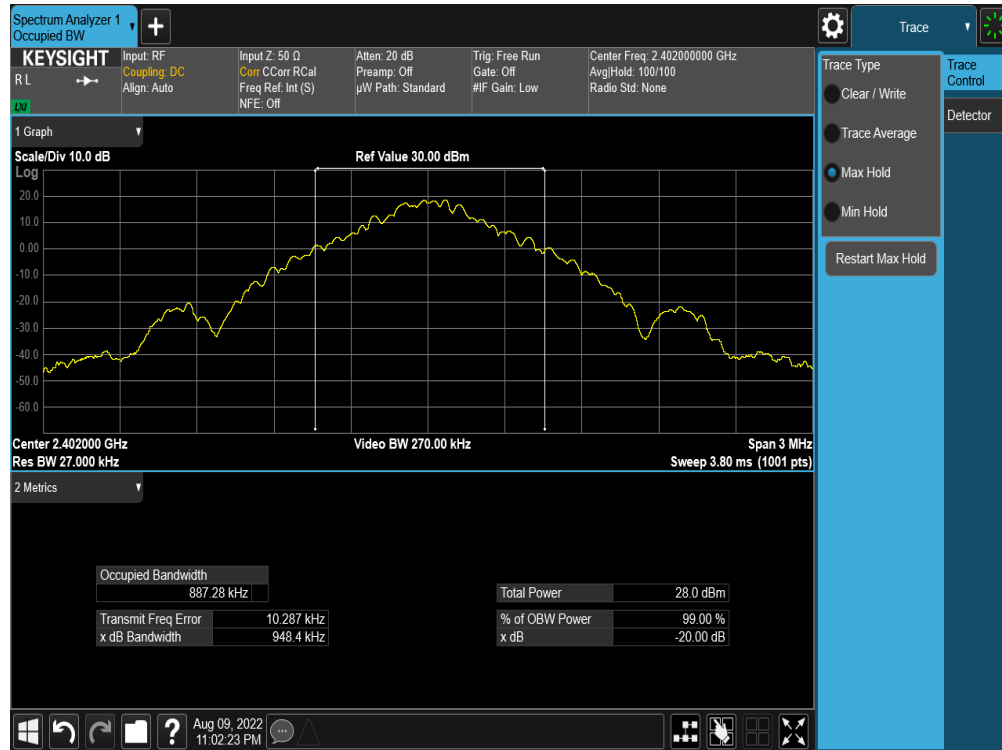 Spectrum Analyzer 1
Occupied BW
+
Trace
KEYSIGHT
R L
LXI
Input: RF
Coupling: DC
Align: Auto
Input Z: 50 Ω
Corr CCorr RCal
Freq Ref: Int (S)
NFE: Off
Atten: 20 dB
Preamp: Off
µW Path: Standard
Trig: Free Run
Gate: Off
#IF Gain: Low
Center Freq: 2.402000000 GHz
Avg|Hold: 100/100
Radio Std: None
Trace Type
Clear / Write
Trace Average
Max Hold
Min Hold
Restart Max Hold
Trace
Control
Detector
1 Graph
Scale/Div 10.0 dB
Ref Value 30.00 dBm
Log
20.0
10.0
0.00
-10.0
-20.0
-30.0
-40.0
-50.0
-60.0
Center 2.402000 GHz
Video BW 270.00 kHz
Span 3 MHz
Res BW 27.000 kHz
Sweep 3.80 ms (1001 pts)
2 Metrics
Occupied Bandwidth
887.28 kHz
Total Power 28.0 dBm
Transmit Freq Error 10.287 kHz
% of OBW Power 99.00 %
x dB Bandwidth 948.4 kHz
x dB -20.00 dB
?
Aug 09, 2022
11:02:23 PM